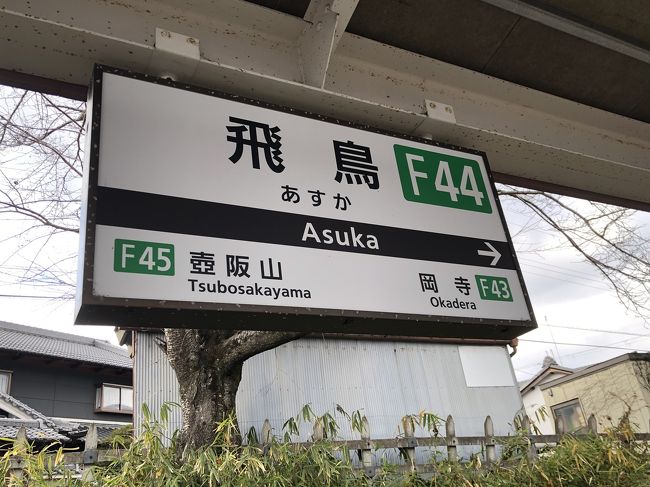 飛鳥 F44
あすか
Asuka →
F45 壺阪山
Tsubosakayama
岡寺 F43
Okadera